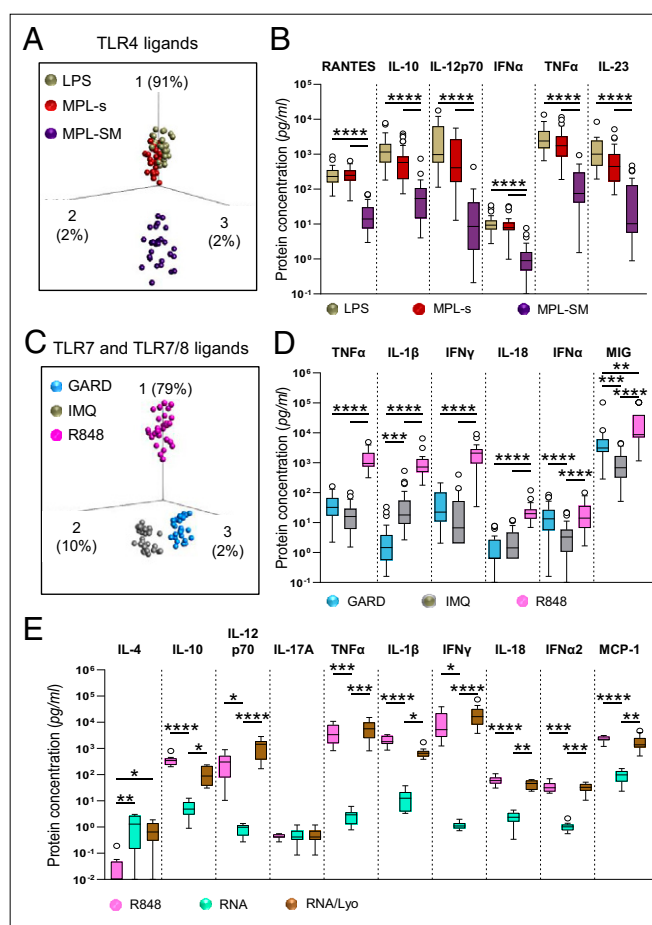 A
TLR4 ligands
LPS
MPL-s
MPL-SM
1 (91%)
2
(2%)
3
(2%)
B
RANTES IL-10 IL-12p70 IFNα TNFα IL-23
Protein concentration (pg/ml)
10⁵
10⁴
10³
10²
10¹
10⁰
10⁻¹
**** **** **** **** **** ****
LPS MPL-s MPL-SM
C
TLR7 and TLR7/8 ligands
GARD
IMQ
R848
1 (79%)
2
(10%)
3
(2%)
D
TNFα IL-1β IFNγ IL-18 IFNα MIG
Protein concentration (pg/ml)
10⁶
10⁵
10⁴
10³
10²
10¹
10⁰
10⁻¹
**** **** *** **** **** **** **** ** *** ****
GARD IMQ R848
E
IL-4 IL-10 IL-12 p70 IL-17A TNFα IL-1β IFNγ IL-18 IFNα2 MCP-1
Protein concentration (pg/ml)
10⁶
10⁵
10⁴
10³
10²
10¹
10⁰
10⁻¹
10⁻²
* ** **** * * **** *** *** **** * * **** **** ** *** *** **** **
R848 RNA RNA/Lyo